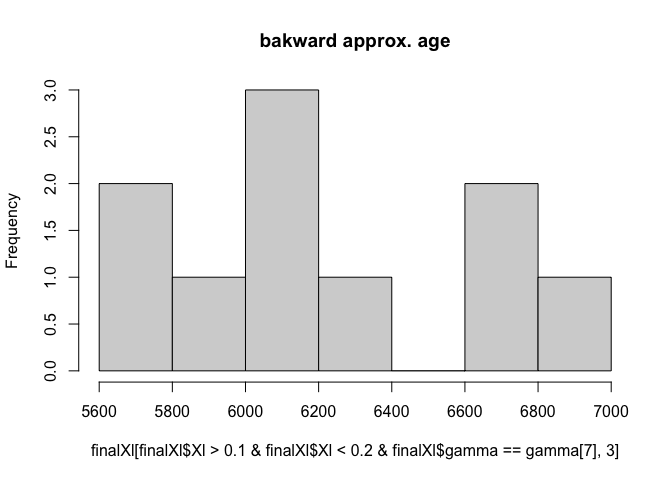 bakward approx. age
Frequency
3.0
2.5
2.0
1.5
1.0
0.5
0.0
5600 5800 6000 6200 6400 6600 6800 7000
finalXl[finalXl$Xl > 0.1 & finalXl$Xl < 0.2 & finalXl$gamma == gamma[7], 3]